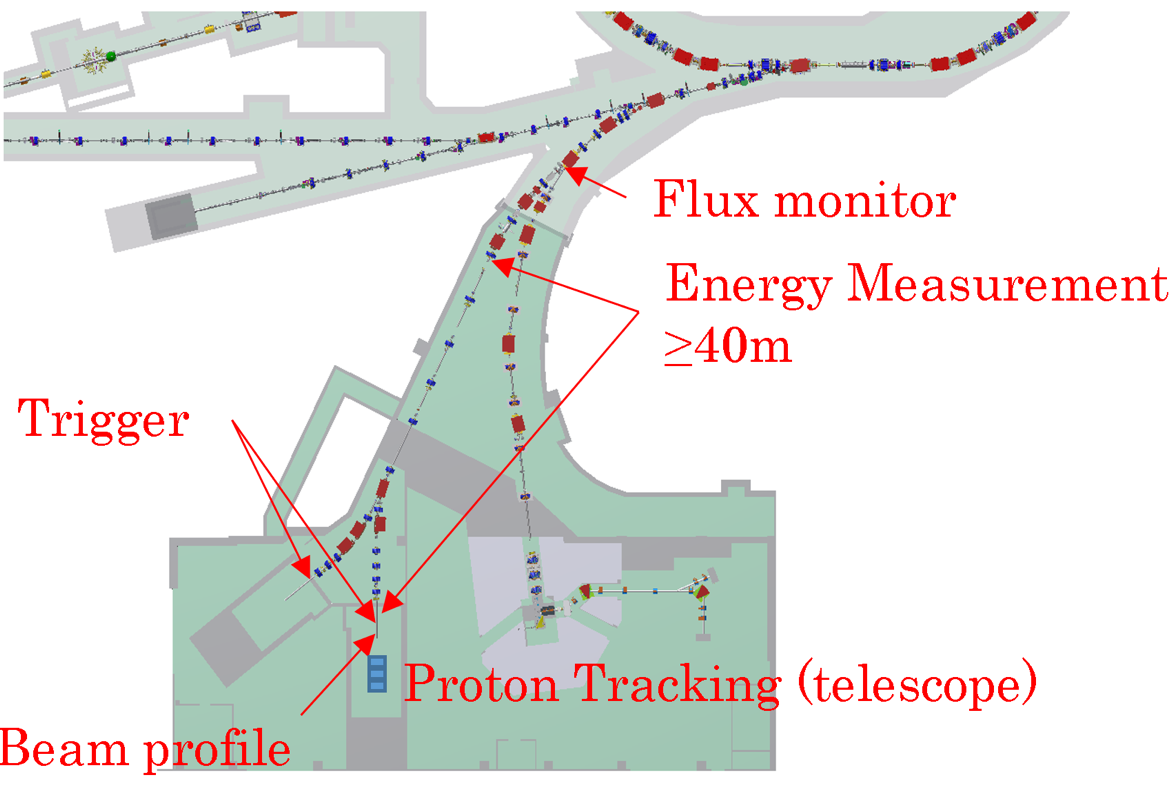 Flux monitor
Energy Measurement
≥40m
Trigger
Proton Tracking (telescope)
Beam profile